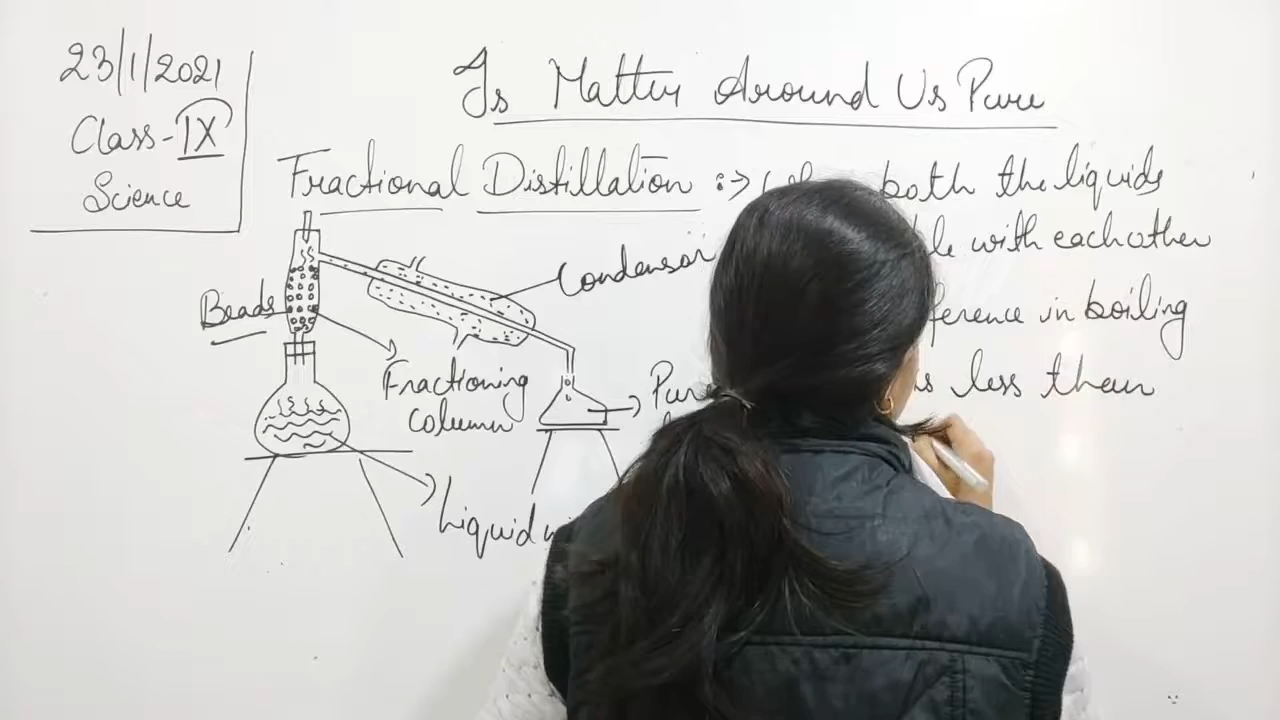 23/1/2021
Class-IX
Science
Is Matter Around Us Pure
Fractional Distillation :→ both the liquids
with each other
in boiling
less than
Condensor
Beads
Fractioning
column
Liquid